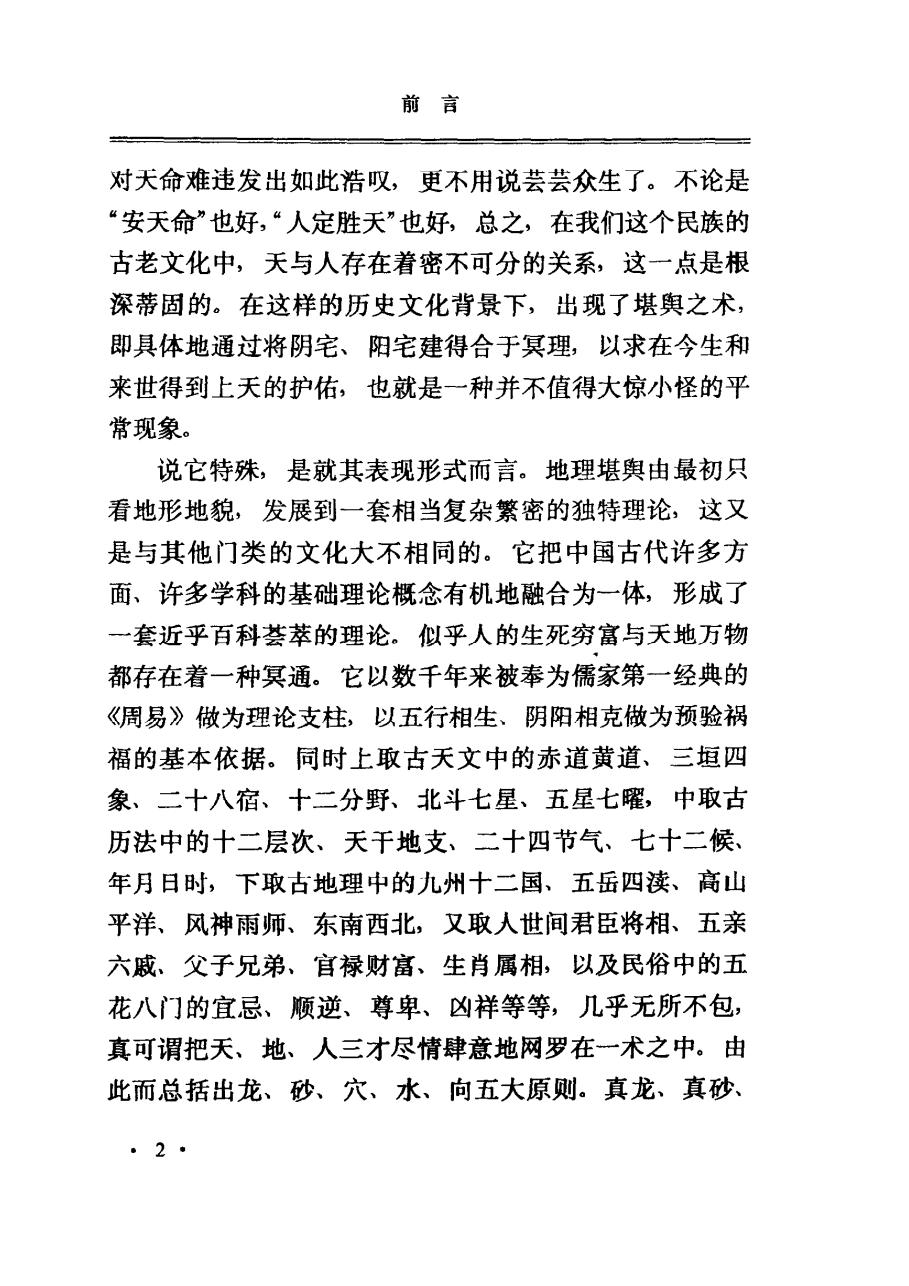 前 言
对天命难违发出如此浩叹，更不用说芸芸众生了。不论是
“安天命”也好，“人定胜天”也好，总之，在我们这个民族的
古老文化中，天与人存在着密不可分的关系，这一点是根
深蒂固的。在这样的历史文化背景下，出现了堪舆之术，
即具体地通过将阴宅、阳宅建得合于冥理，以求在今生和
来世得到上天的护佑，也就是一种并不值得大惊小怪的平
常现象。
说它特殊，是就其表现形式而言。地理堪舆由最初只
看地形地貌，发展到一套相当复杂繁密的独特理论，这又
是与其他门类的文化大不相同的。它把中国古代许多方
面、许多学科的基础理论概念有机地融合为一体，形成了
一套近乎百科荟萃的理论。似乎人的生死穷富与天地万物
都存在着一种冥通。它以数千年来被奉为儒家第一经典的
《周易》做为理论支柱，以五行相生、阴阳相克做为预验祸
福的基本依据。同时上取古天文中的赤道黄道、三垣四
象、二十八宿、十二分野、北斗七星、五星七曜，中取古
历法中的十二层次、天干地支、二十四节气、七十二候、
年月日时，下取古地理中的九州十二国、五岳四渎、高山
平洋、风神雨师、东南西北，又取人世间君臣将相、五亲
六戚、父子兄弟、官禄财富、生肖属相，以及民俗中的五
花八门的宜忌、顺逆、尊卑、凶祥等等，几乎无所不包，
真可谓把天、地、人三才尽情肆意地网罗在一术之中。由
此而总括出龙、砂、穴、水、向五大原则。真龙、真砂、
· 2 ·